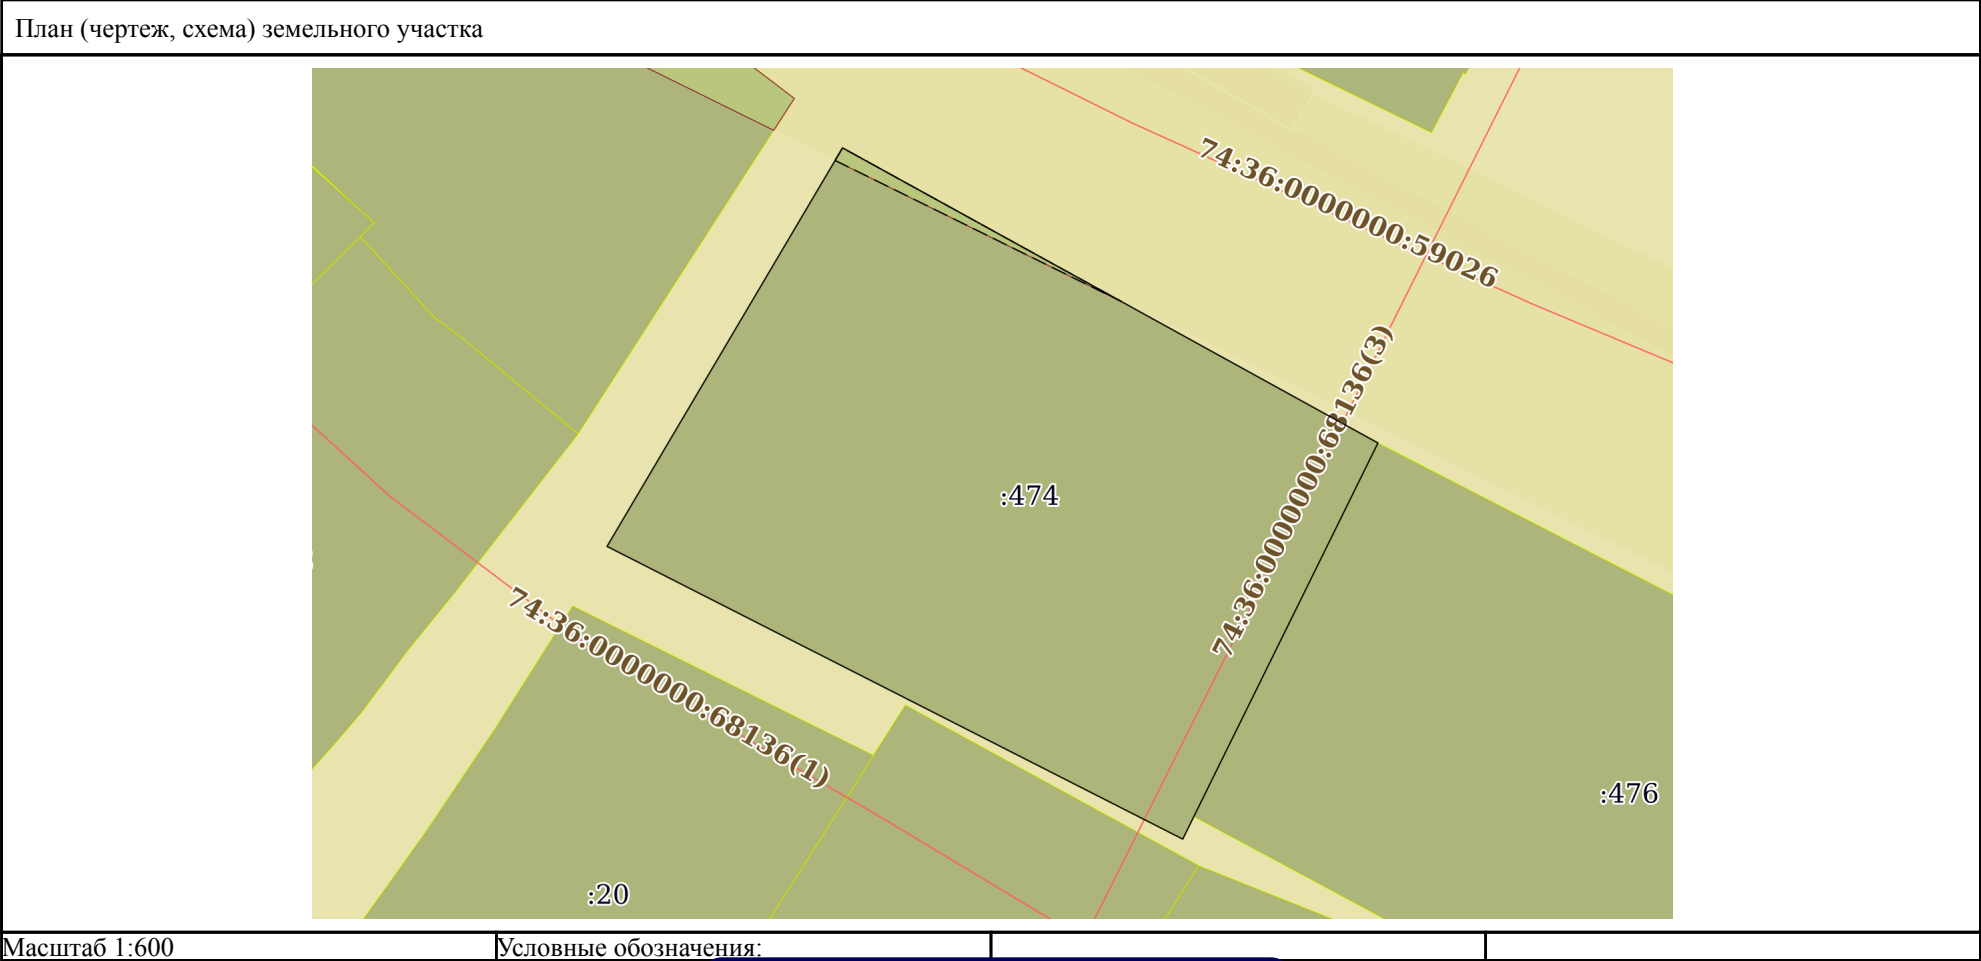 План (чертеж, схема) земельного участка
74:36:0000000:59026
74:36:0000000:68136(3)
:474
74:36:0000000:68136(1)
:476
:20
Масштаб 1:600
Условные обозначения: